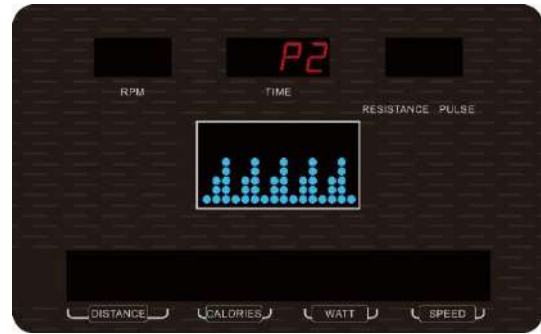 P2
RPM
TIME
RESISTANCE PULSE
DISTANCE
CALORIES
WATT
SPEED